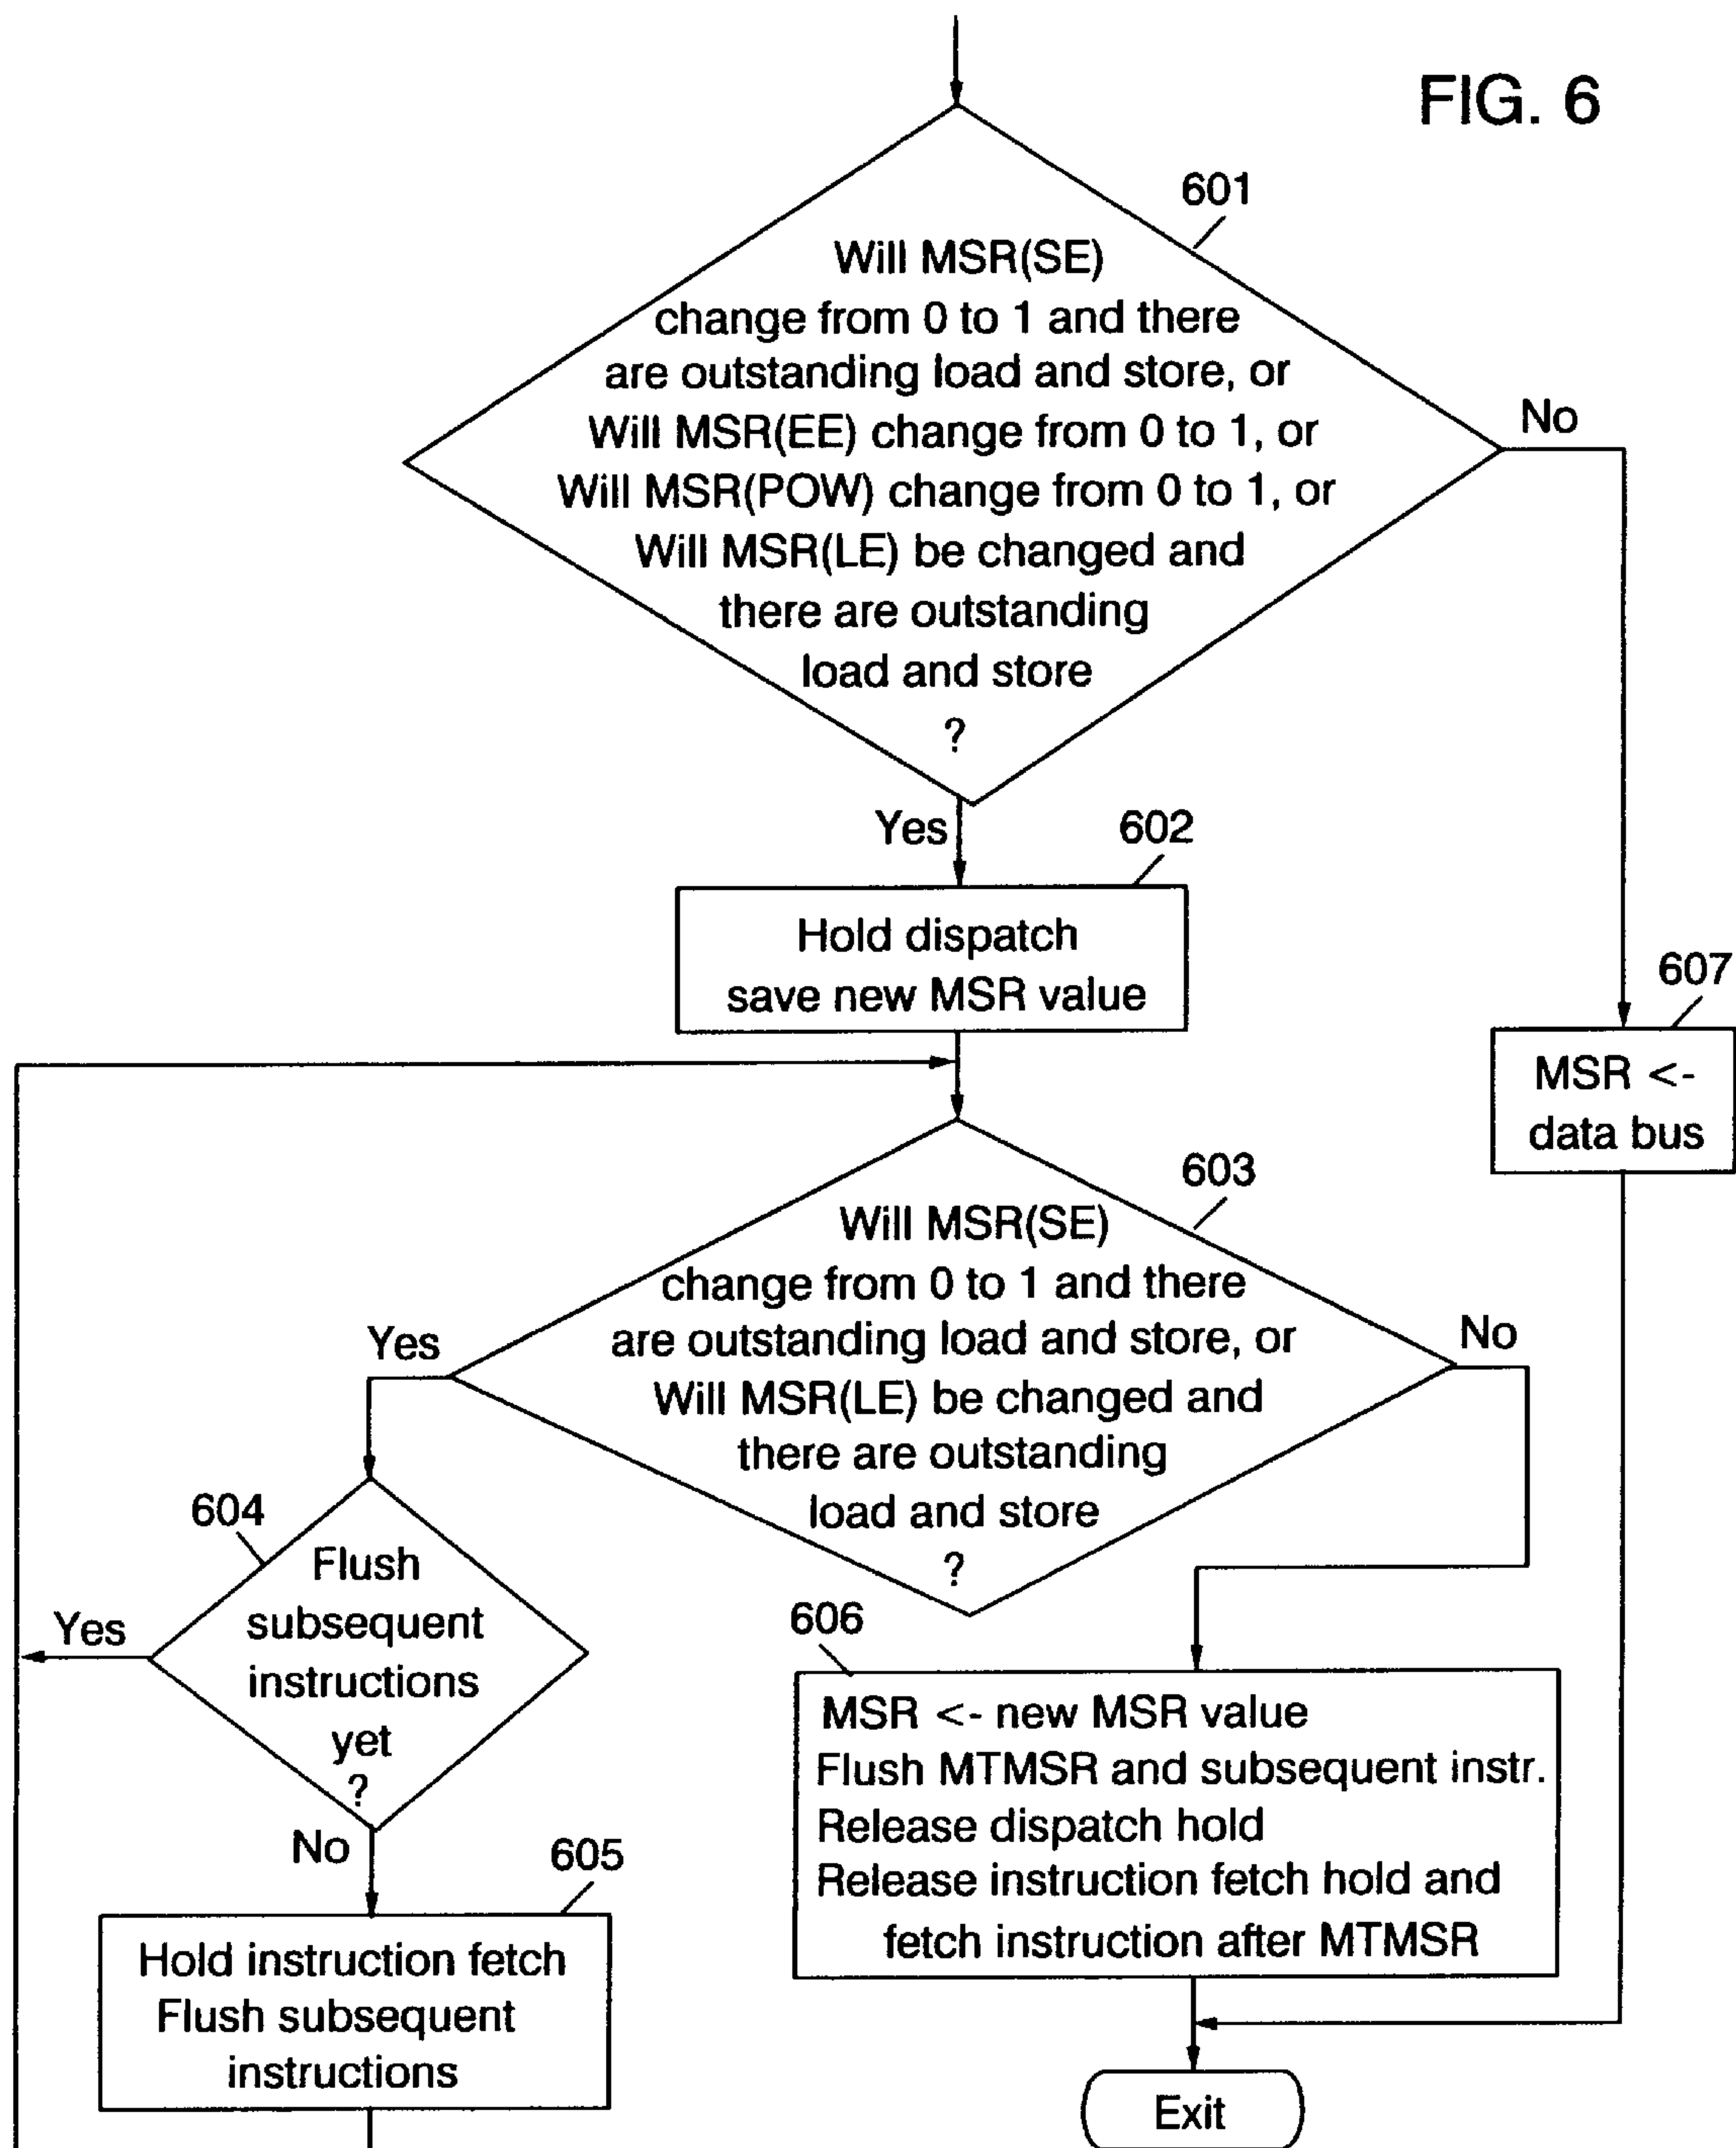 FIG. 6
601
Will MSR(SE)
change from 0 to 1 and there
are outstanding load and store, or
Will MSR(EE) change from 0 to 1, or
Will MSR(POW) change from 0 to 1, or
Will MSR(LE) be changed and
there are outstanding
load and store
?
No
Yes
602
Hold dispatch
save new MSR value
607
MSR <-
data bus
603
Will MSR(SE)
change from 0 to 1 and there
are outstanding load and store, or
Will MSR(LE) be changed and
there are outstanding
load and store
?
Yes
No
604
Flush
subsequent
instructions
yet
?
Yes
No
605
Hold instruction fetch
Flush subsequent
instructions
606
MSR <- new MSR value
Flush MTMSR and subsequent instr.
Release dispatch hold
Release instruction fetch hold and
fetch instruction after MTMSR
Exit